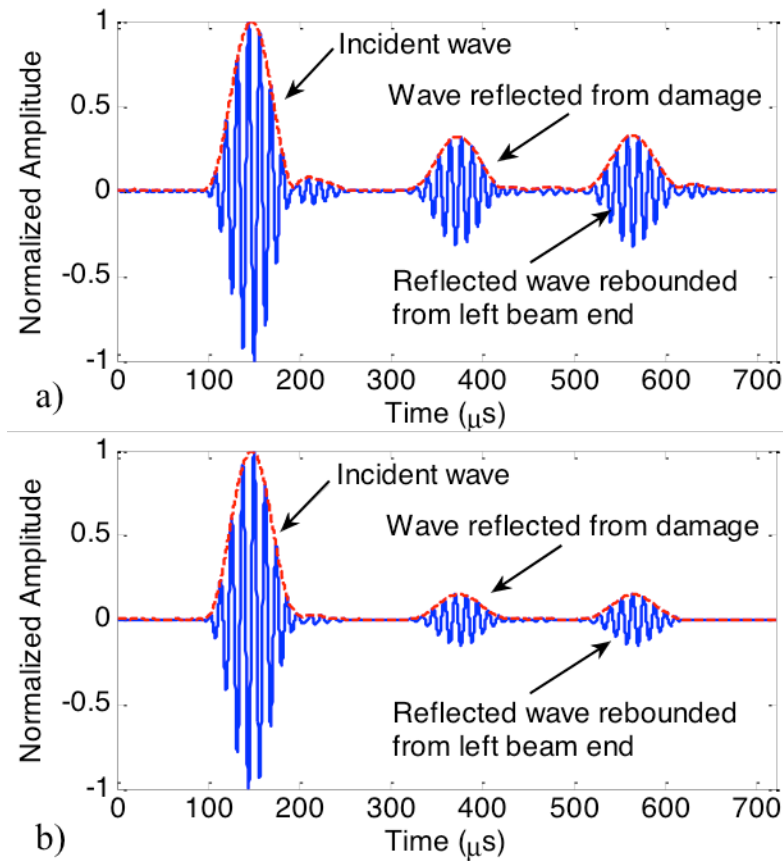 1
0.5
0
-0.5
-1
Normalized Amplitude
Incident wave
Wave reflected from damage
Reflected wave rebounded
from left beam end
0 100 200 300 400 500 600 700
Time (μs)
a)
1
0.5
0
-0.5
-1
Normalized Amplitude
Incident wave
Wave reflected from damage
Reflected wave rebounded
from left beam end
0 100 200 300 400 500 600 700
Time (μs)
b)